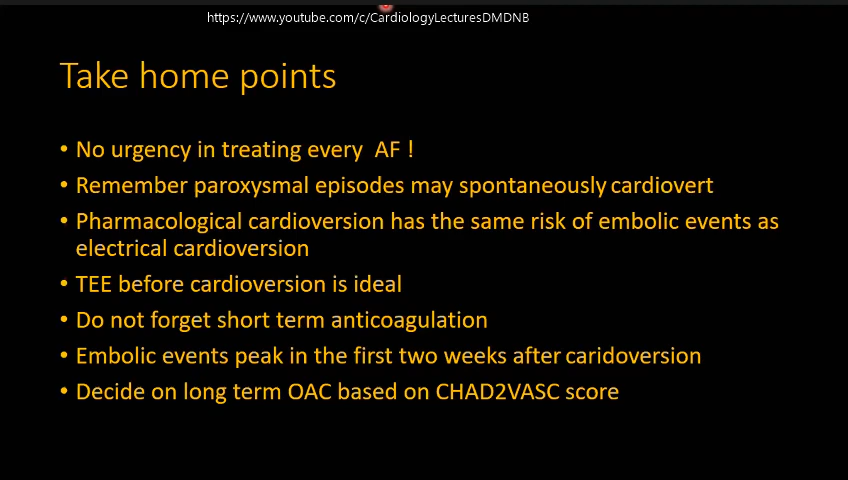 https://www.youtube.com/c/CardiologyLecturesDMDNB
Take home points
• No urgency in treating every AF !
• Remember paroxysmal episodes may spontaneously cardiovert
• Pharmacological cardioversion has the same risk of embolic events as
electrical cardioversion
• TEE before cardioversion is ideal
• Do not forget short term anticoagulation
• Embolic events peak in the first two weeks after caridoversion
• Decide on long term OAC based on CHAD2VASC score